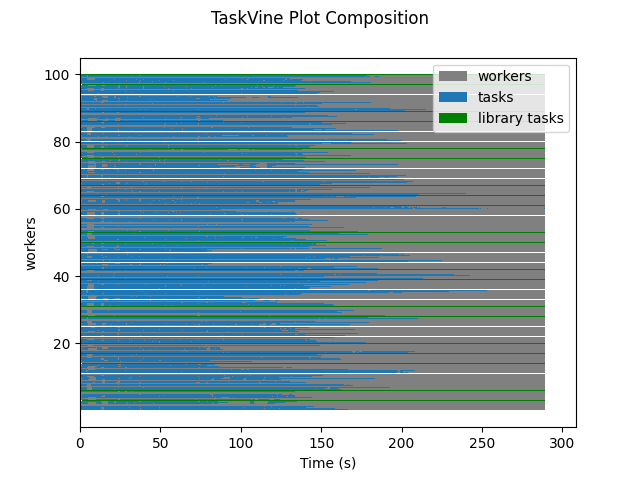 TaskVine Plot Composition
100
80
60
40
20
workers
workers
tasks
library tasks
0 50 100 150 200 250 300
Time (s)